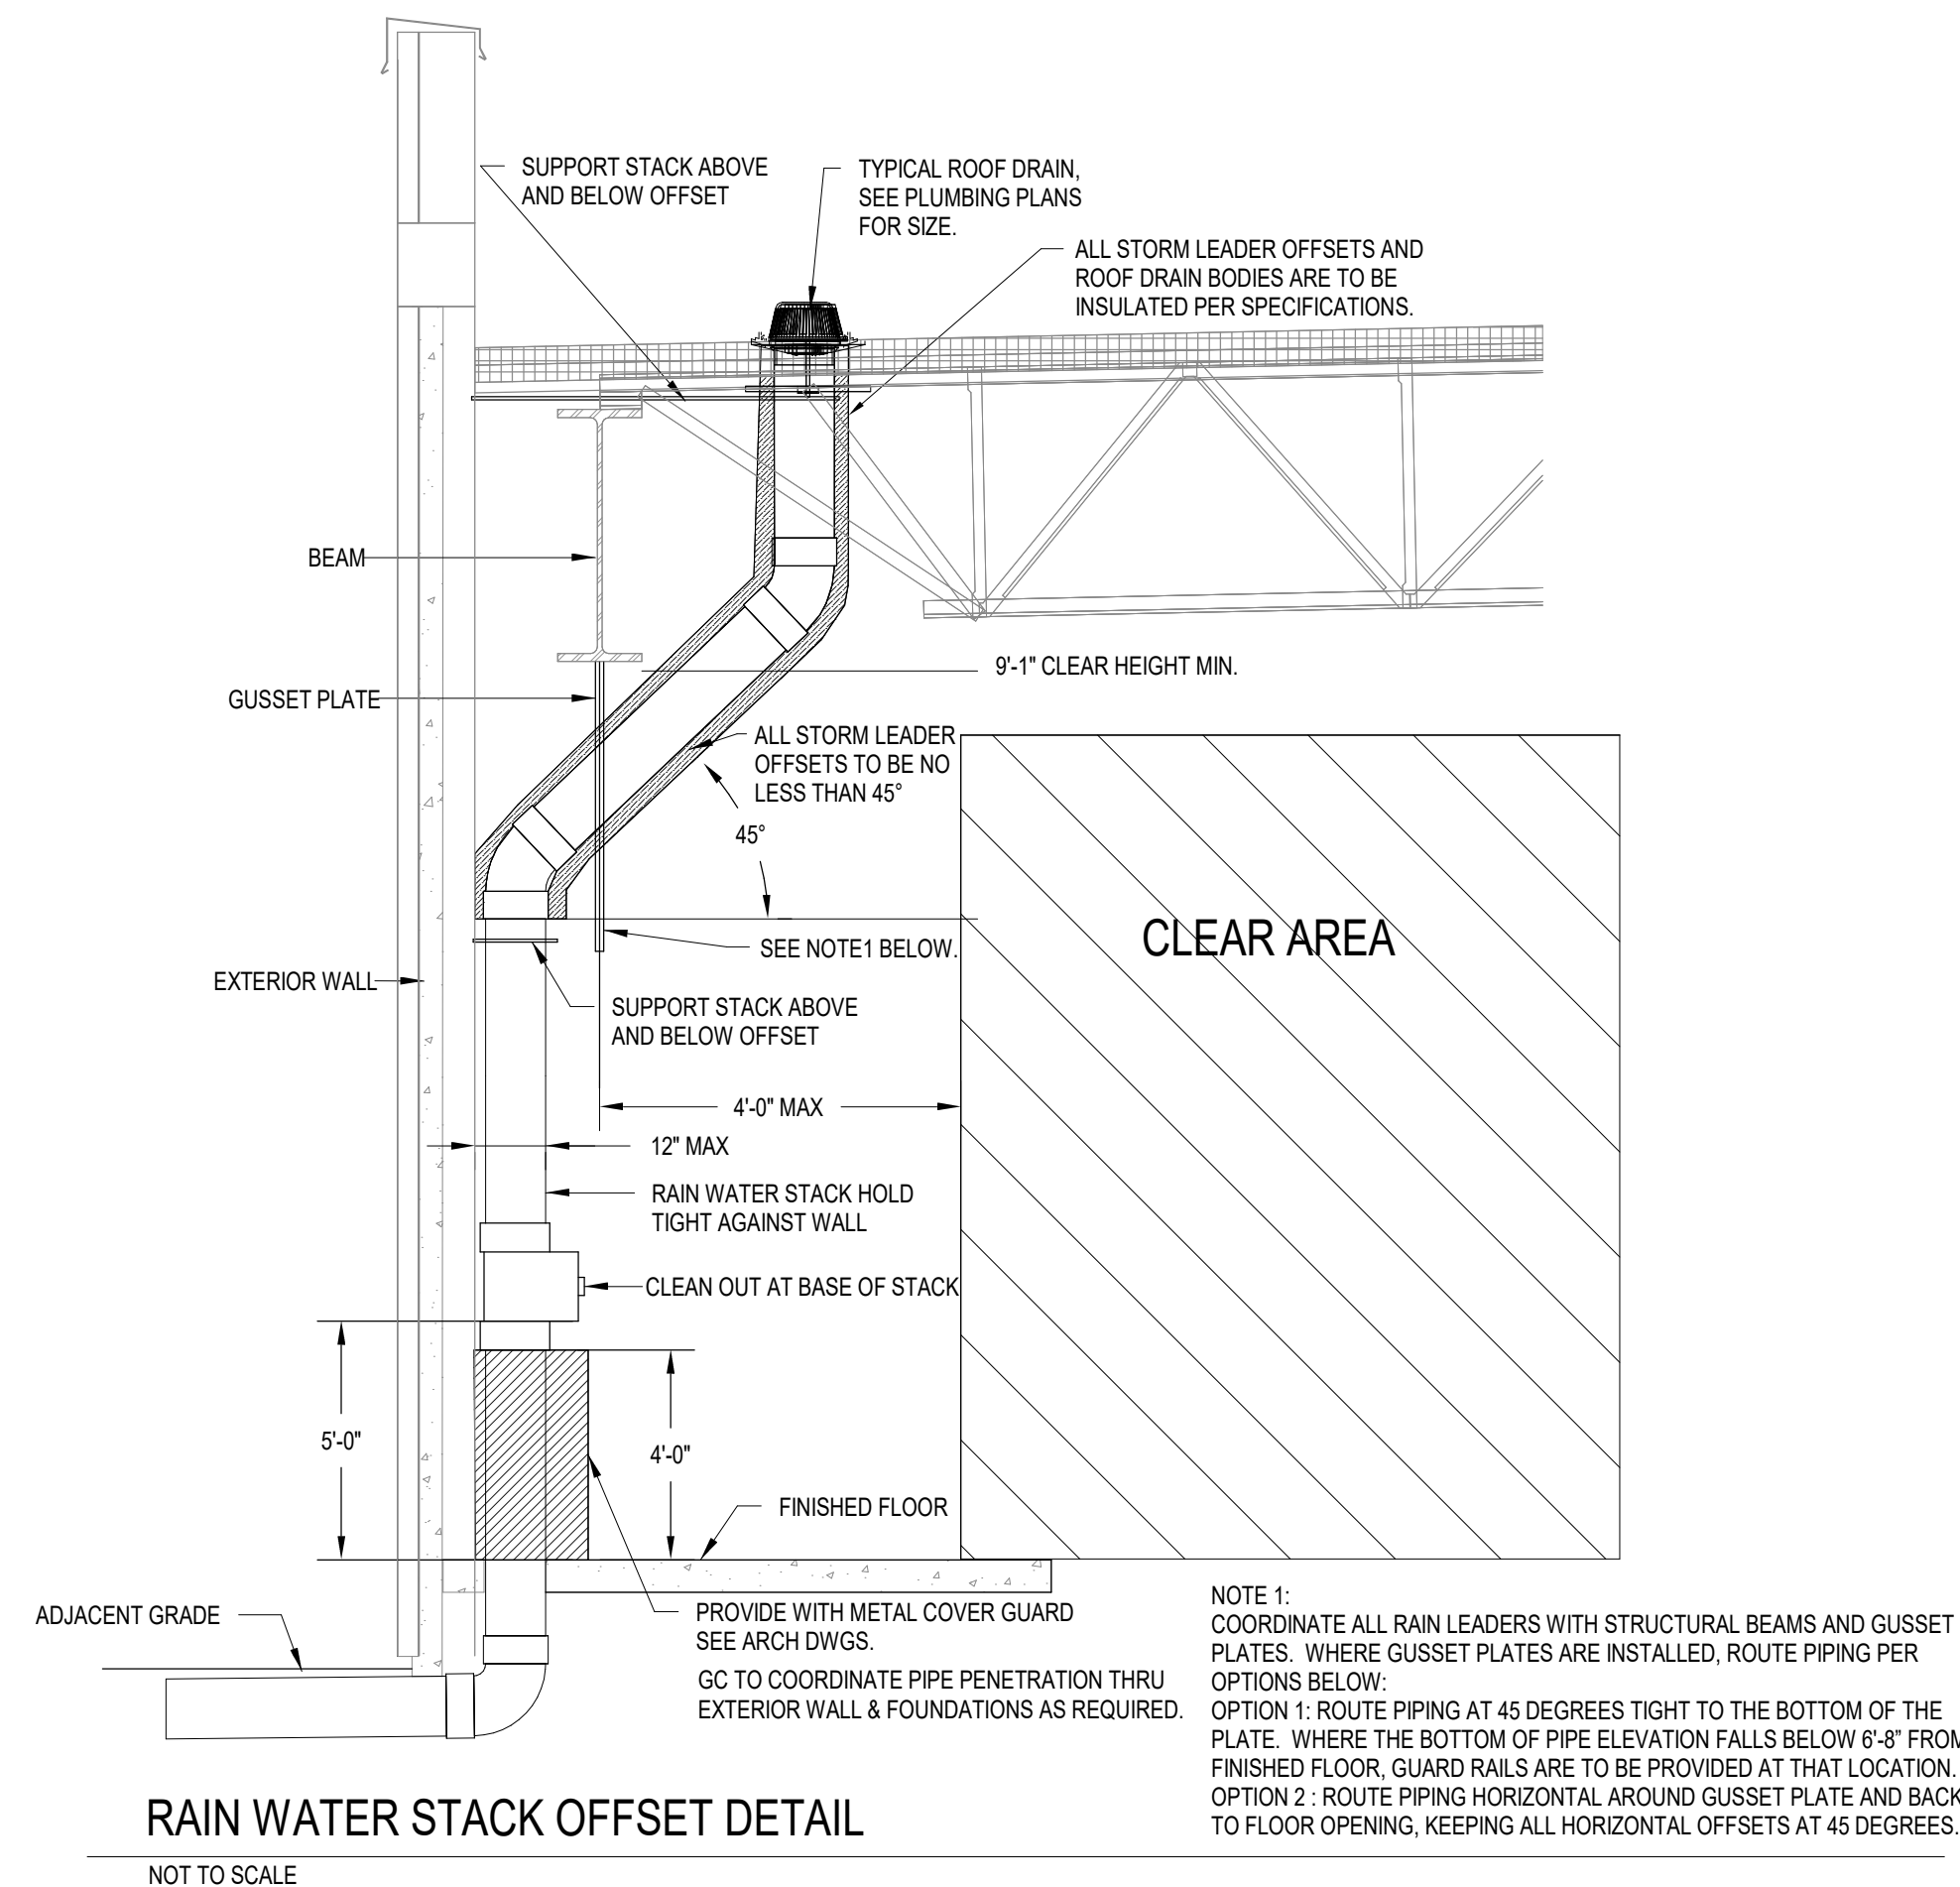 SUPPORT STACK ABOVE
AND BELOW OFFSET
TYPICAL ROOF DRAIN,
SEE PLUMBING PLANS
FOR SIZE.
ALL STORM LEADER OFFSETS AND
ROOF DRAIN BODIES ARE TO BE
INSULATED PER SPECIFICATIONS.
BEAM
9'-1" CLEAR HEIGHT MIN.
GUSSET PLATE
ALL STORM LEADER
OFFSETS TO BE NO
LESS THAN 45°
45°
CLEAR AREA
SEE NOTE1 BELOW.
EXTERIOR WALL
SUPPORT STACK ABOVE
AND BELOW OFFSET
4'-0" MAX
12" MAX
RAIN WATER STACK HOLD
TIGHT AGAINST WALL
CLEAN OUT AT BASE OF STACK
5'-0"
4'-0"
FINISHED FLOOR
ADJACENT GRADE
PROVIDE WITH METAL COVER GUARD
SEE ARCH DWGS.
GC TO COORDINATE PIPE PENETRATION THRU
EXTERIOR WALL & FOUNDATIONS AS REQUIRED.
NOTE 1:
COORDINATE ALL RAIN LEADERS WITH STRUCTURAL BEAMS AND GUSSET
PLATES. WHERE GUSSET PLATES ARE INSTALLED, ROUTE PIPING PER
OPTIONS BELOW:
OPTION 1: ROUTE PIPING AT 45 DEGREES TIGHT TO THE BOTTOM OF THE
PLATE. WHERE THE BOTTOM OF PIPE ELEVATION FALLS BELOW 6'-8” FROM
FINISHED FLOOR, GUARD RAILS ARE TO BE PROVIDED AT THAT LOCATION.
OPTION 2 : ROUTE PIPING HORIZONTAL AROUND GUSSET PLATE AND BACK
TO FLOOR OPENING, KEEPING ALL HORIZONTAL OFFSETS AT 45 DEGREES.
RAIN WATER STACK OFFSET DETAIL
NOT TO SCALE